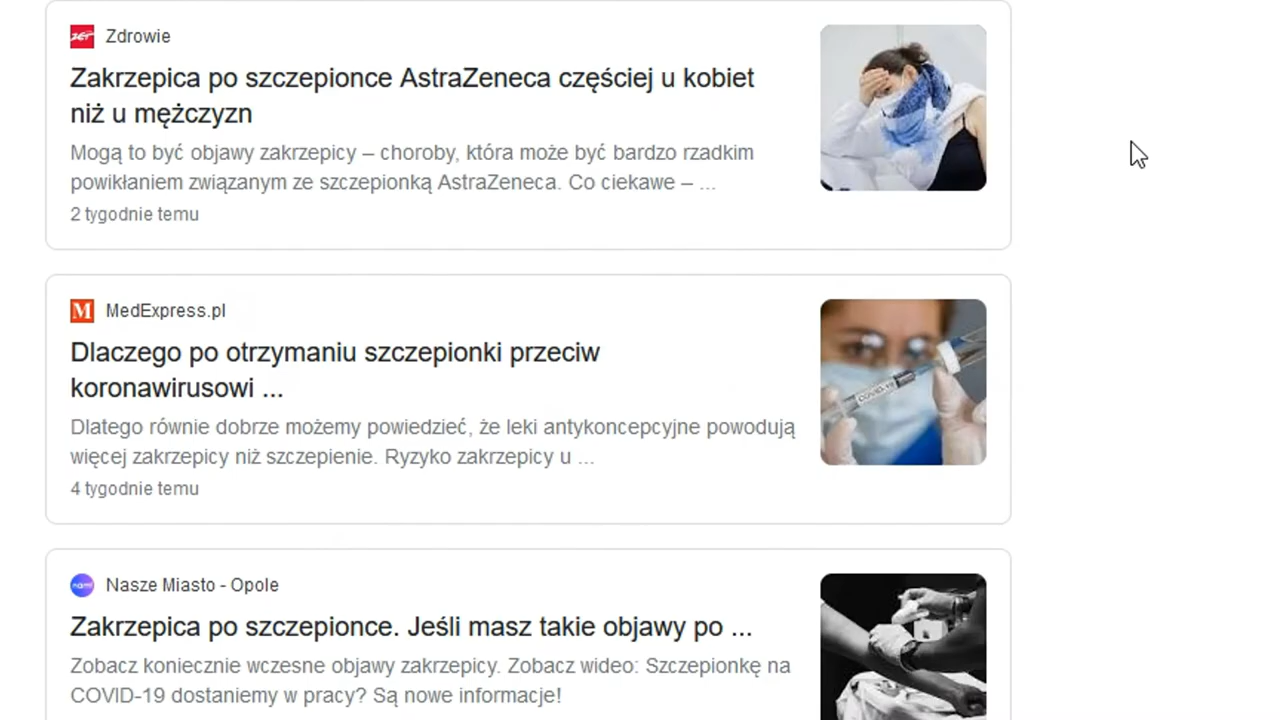 Zdrowie
Zakrzepica po szczepionce AstraZeneca częściej u kobiet
niż u mężczyzn
Mogą to być objawy zakrzepicy – choroby, która może być bardzo rzadkim
powikłaniem związanym ze szczepionką AstraZeneca. Co ciekawe – ...
2 tygodnie temu
M MedExpress.pl
Dlaczego po otrzymaniu szczepionki przeciw
koronawirusowi ...
Dlatego równie dobrze możemy powiedzieć, że leki antykoncepcyjne powodują
więcej zakrzepicy niż szczepienie. Ryzyko zakrzepicy u ...
4 tygodnie temu
COVID-19
Nasze Miasto - Opole
Zakrzepica po szczepionce. Jeśli masz takie objawy po ...
Zobacz koniecznie wczesne objawy zakrzepicy. Zobacz wideo: Szczepionkę na
COVID-19 dostaniemy w pracy? Są nowe informacje!